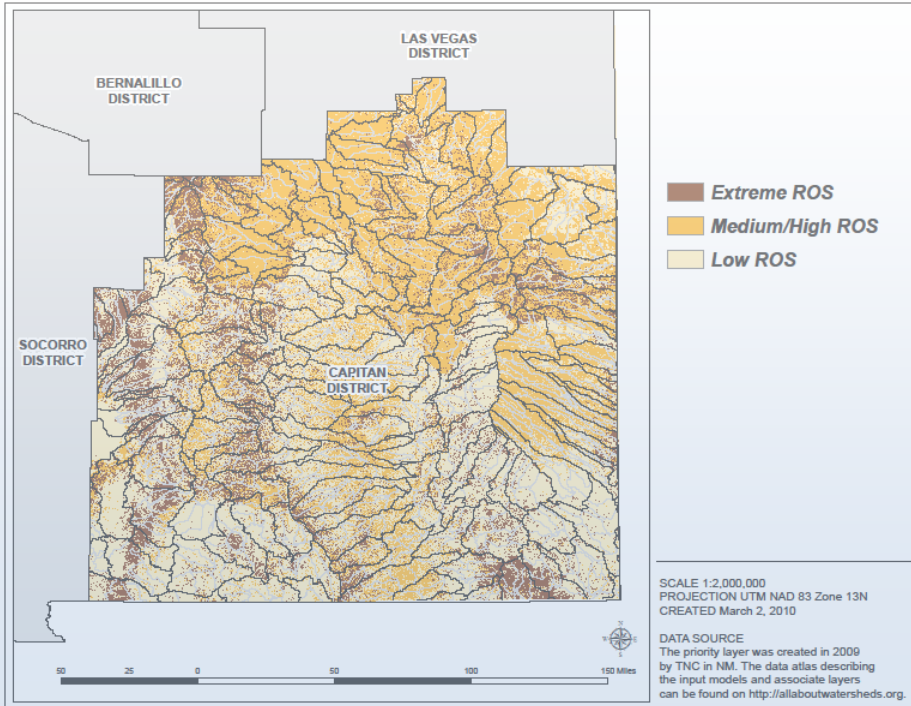 LAS VEGAS
DISTRICT
BERNALILLO
DISTRICT
Extreme ROS
Medium/High ROS
Low ROS
SOCORRO
DISTRICT
CAPITAN
DISTRICT
SCALE 1:2,000,000
PROJECTION UTM NAD 83 Zone 13N
CREATED March 2, 2010
DATA SOURCE
The priority layer was created in 2009
by TNC in NM. The data atlas describing
the input models and associate layers
can be found on http://allaboutwatersheds.org.
N
W E
S
50 25 0 50 100 150 Miles